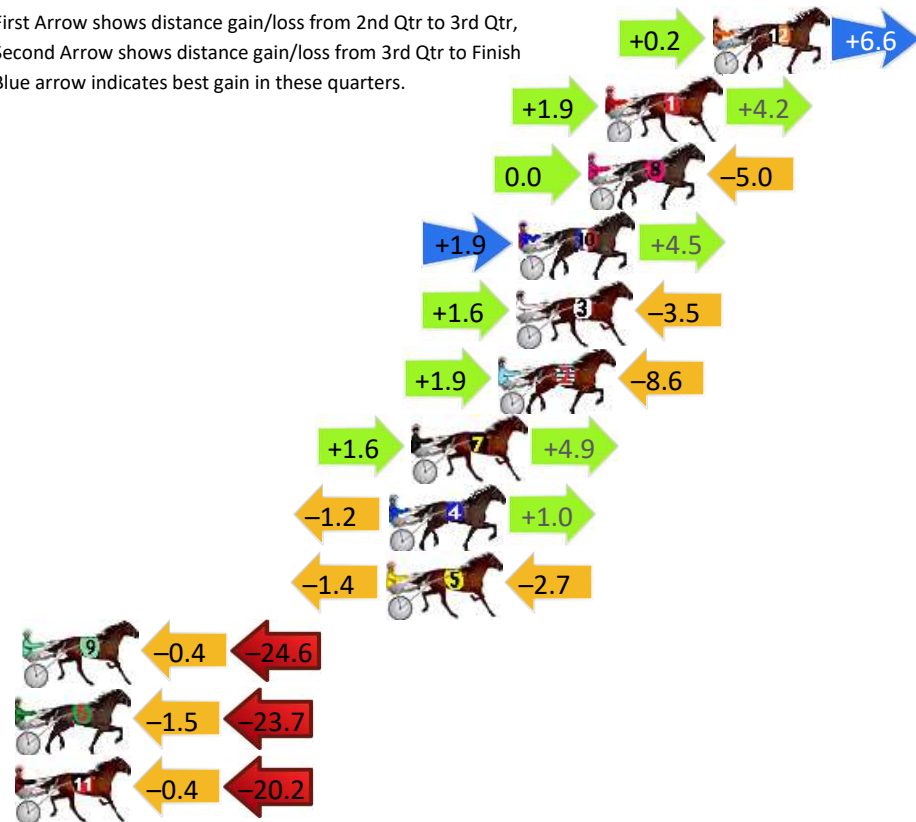 First Arrow shows distance gain/loss from 2nd Qtr to 3rd Qtr,
Second Arrow shows distance gain/loss from 3rd Qtr to Finish
Blue arrow indicates best gain in these quarters.
+0.2 12 +6.6
+1.9 1 +4.2
0.0 8 –5.0
+1.9 10 +4.5
+1.6 3 –3.5
+1.9 2 –8.6
+1.6 7 +4.9
–1.2 4 +1.0
–1.4 5 –2.7
9 –0.4 –24.6
6 –1.5 –23.7
11 –0.4 –20.2